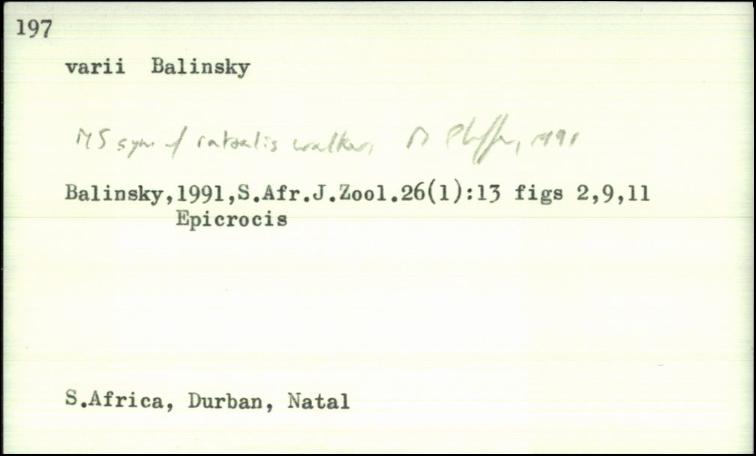 197
varii Balinsky
MS syn of walker, M 1991
Balinsky,1991,S.Afr.J.Zool.26(1):13 figs 2,9,11
Epicrocis
S.Africa, Durban, Natal